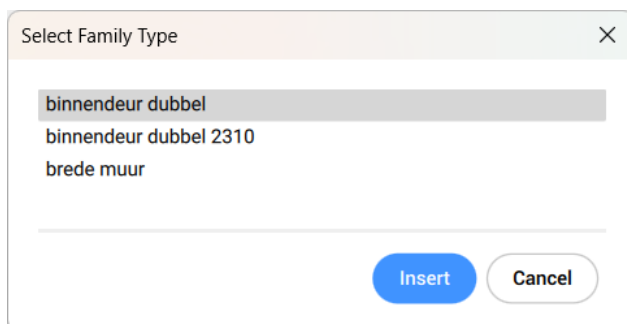 Select Family Type
binnendeur dubbel
binnendeur dubbel 2310
brede muur
Insert
Cancel